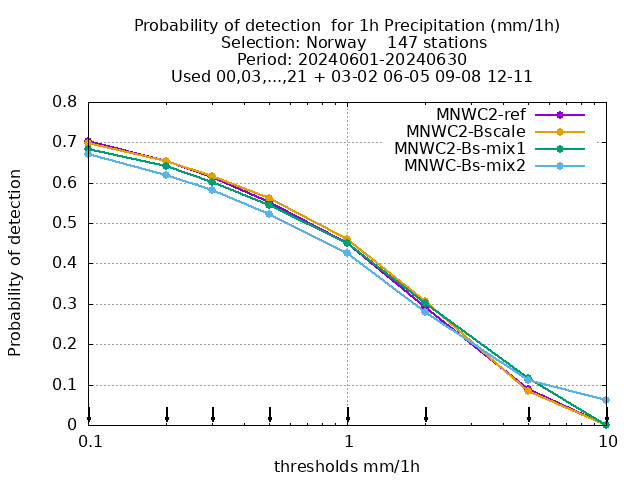 Probability of detection  for 1h Precipitation (mm/1h)
Selection: Norway    147 stations
Period: 20240601-20240630
Used 00,03,...,21 + 03-02 06-05 09-08 12-11
MNWC2-ref
MNWC2-Bscale
MNWC2-Bs-mix1
MNWC-Bs-mix2
Probability of detection
0.8
0.7
0.6
0.5
0.4
0.3
0.2
0.1
0
0.1 1 10
thresholds mm/1h